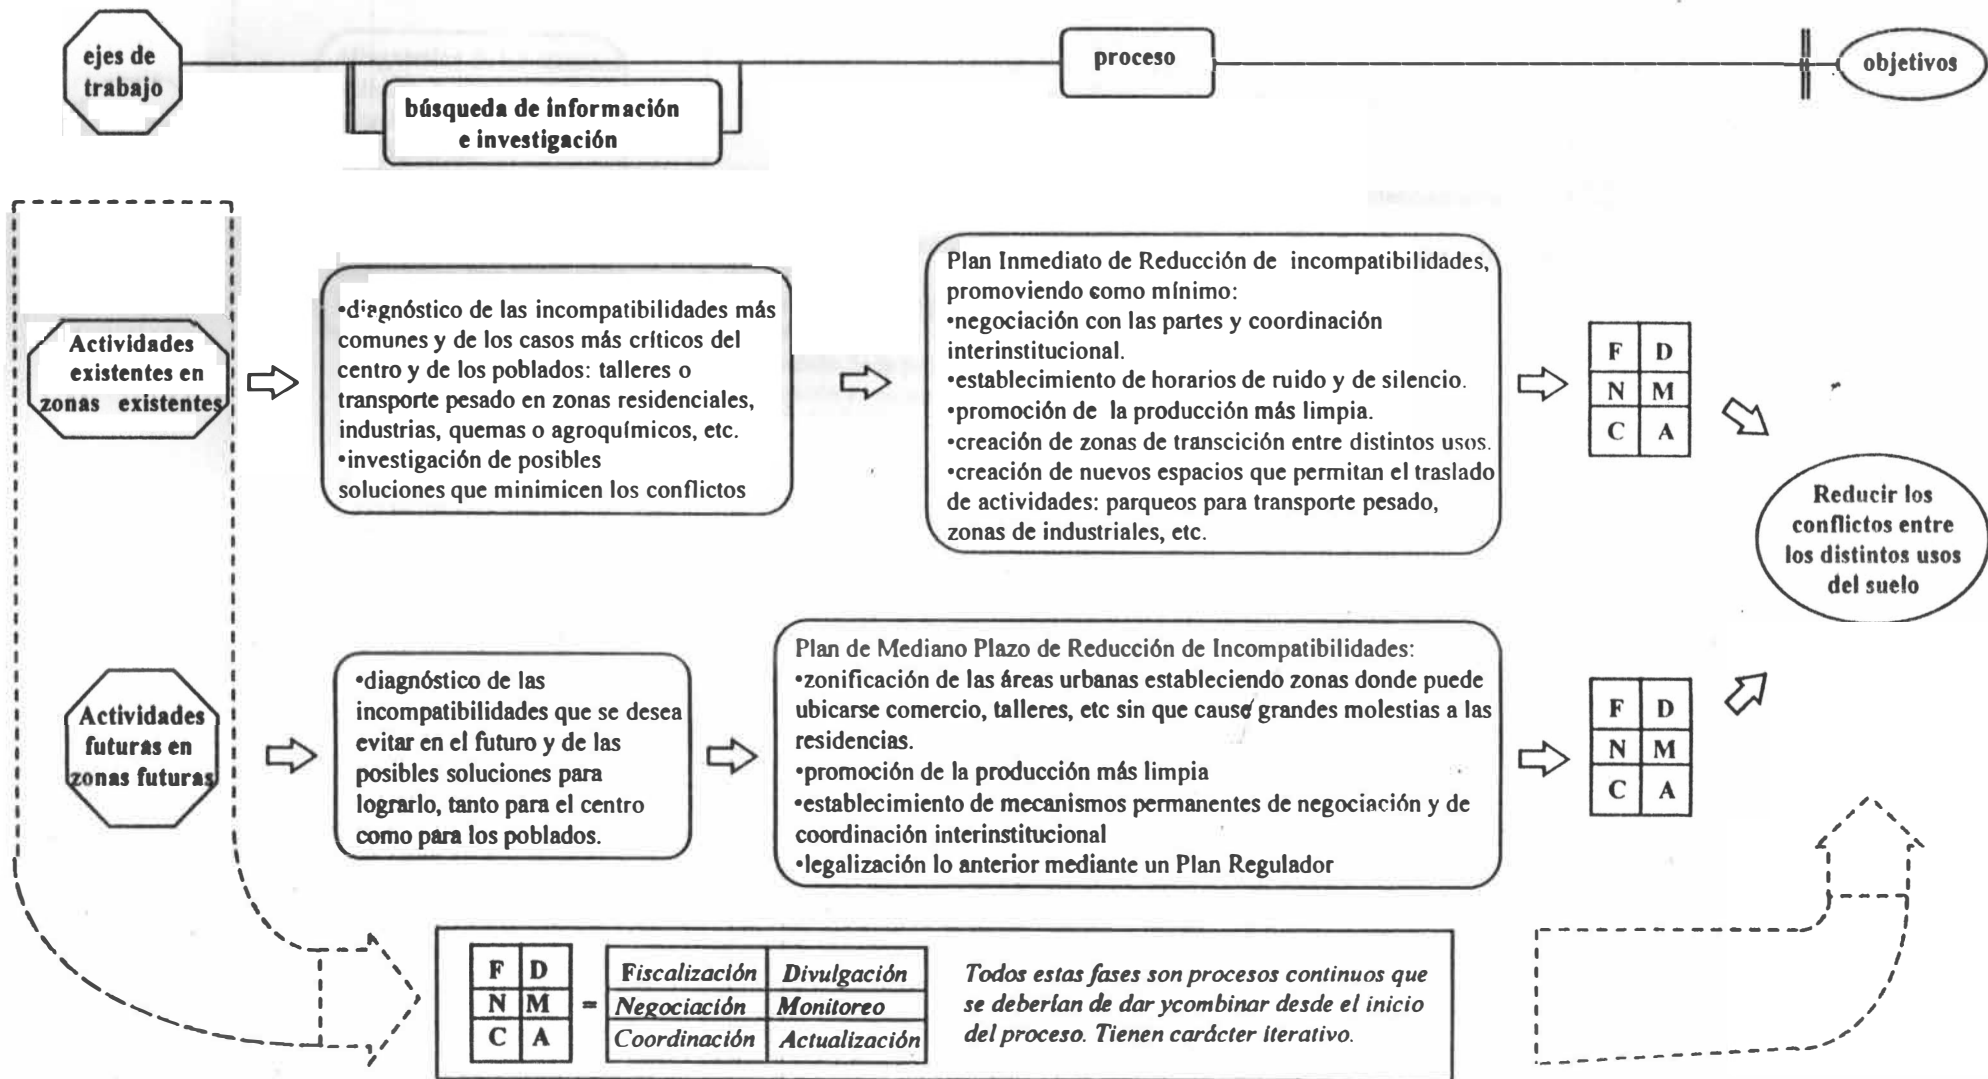 ejes de
trabajo
búsqueda de información
e investigación
proceso
objetivos
Actividades
existentes en
zonas existentes
•diagnóstico de las incompatibilidades más
comunes y de los casos más críticos del
centro y de los poblados: talleres o
transporte pesado en zonas residenciales,
industrias, quemas o agroquímicos, etc.
•investigación de posibles
soluciones que minimicen los conflictos
Plan Inmediato de Reducción de incompatibilidades,
promoviendo como mínimo:
•negociación con las partes y coordinación
interinstitucional.
•establecimiento de horarios de ruido y de silencio.
•promoción de la producción más limpia.
•creación de zonas de transcición entre distintos usos.
•creación de nuevos espacios que permitan el traslado
de actividades: parqueos para transporte pesado,
zonas de industriales, etc.
F D
N M
C A
Reducir los
conflictos entre
los distintos usos
del suelo
Actividades
futuras en
zonas futuras
•diagnóstico de las
incompatibilidades que se desea
evitar en el futuro y de las
posibles soluciones para
lograrlo, tanto para el centro
como para los poblados.
Plan de Mediano Plazo de Reducción de Incompatibilidades:
•zonificación de las áreas urbanas estableciendo zonas donde puede
ubicarse comercio, talleres, etc sin que cause grandes molestias a las
residencias.
•promoción de la producción más limpia
•establecimiento de mecanismos permanentes de negociación y de
coordinación interinstitucional
•legalización lo anterior mediante un Plan Regulador
F D
N M
C A
F D
N M
C A
=
Fiscalización Divulgación
Negociación Monitoreo
Coordinación Actualización
Todos estas fases son procesos continuos que
se deberían de dar ycombinar desde el inicio
del proceso. Tienen carácter iterativo.